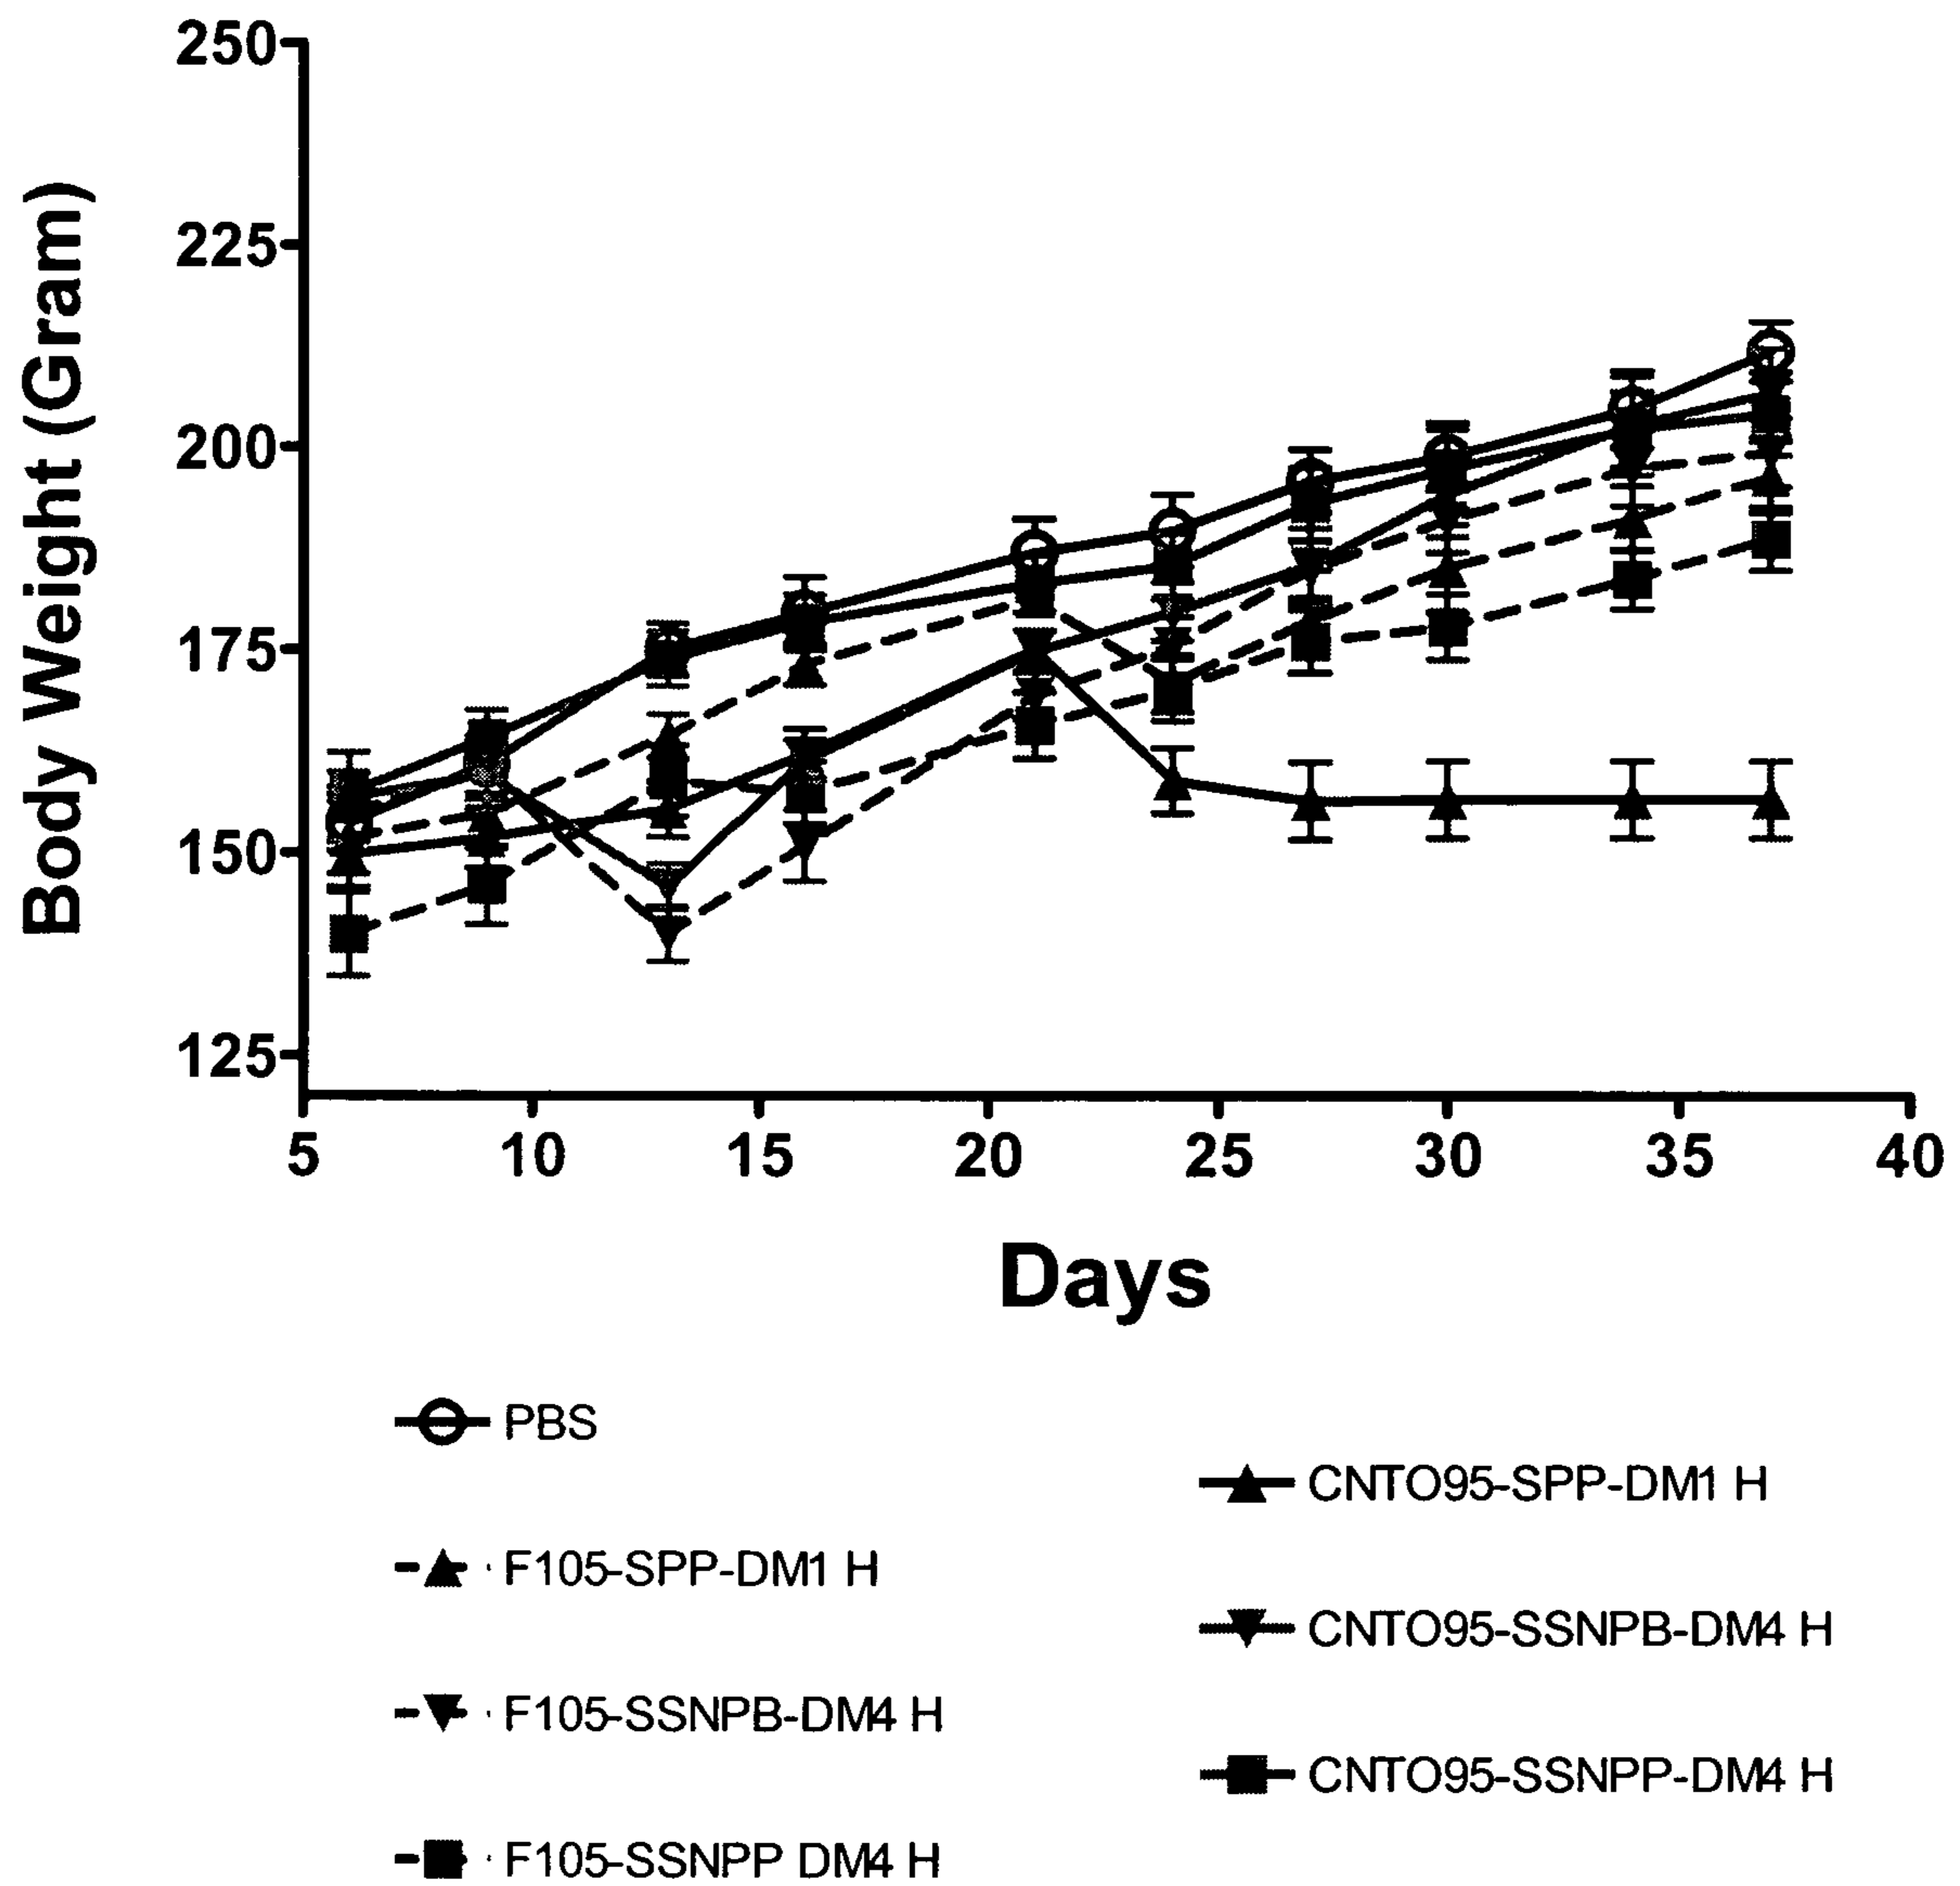 Body Weight (Gram)
250
225
200
175
150
125
5 10 15 20 25 30 35 40
Days
PBS
CNTO95-SPP-DM1 H
F105-SPP-DM1 H
CNTO95-SSNPB-DM4 H
F105-SSNPB-DM4 H
CNTO95-SSNPP-DM4 H
F105-SSNPP DM4 H